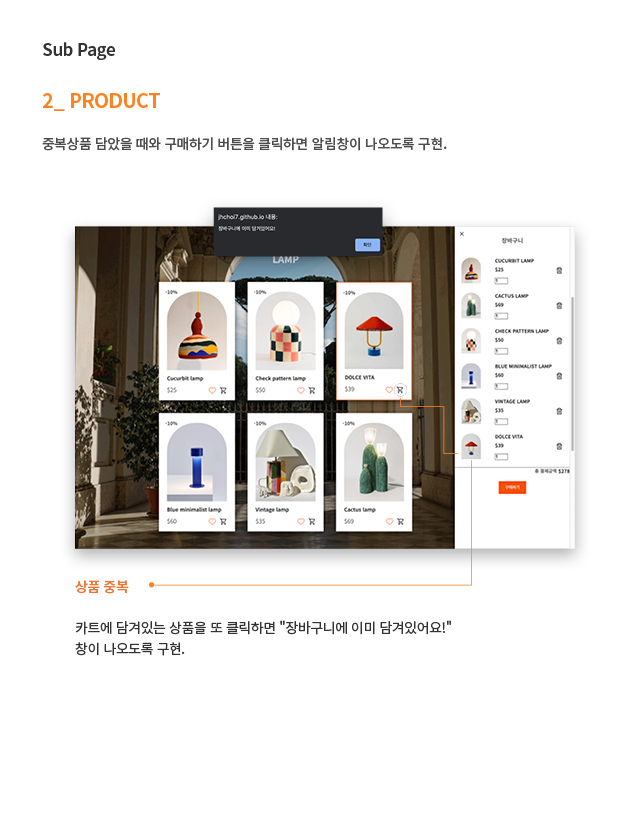 Sub Page
2_ PRODUCT
중복상품 담았을 때와 구매하기 버튼을 클릭하면 알림창이 나오도록 구현.
jhchoi7.github.io 내용:
장바구니에 이미 담겨있어요!
확인
LAMP
-10%
Cucurbit lamp
$25
-10%
Check pattern lamp
$50
-10%
DOLCE VITA
$39
-10%
Blue minimalist lamp
$60
-10%
Vintage lamp
$35
-10%
Cactus lamp
$69
×
장바구니
CUCURBIT LAMP
$25
CACTUS LAMP
$69
CHECK PATTERN LAMP
$50
BLUE MINIMALIST LAMP
$60
VINTAGE LAMP
$35
DOLCE VITA
$39
총 결제금액 $278
구매하기
상품 중복
카트에 담겨있는 상품을 또 클릭하면 "장바구니에 이미 담겨있어요!"
창이 나오도록 구현.